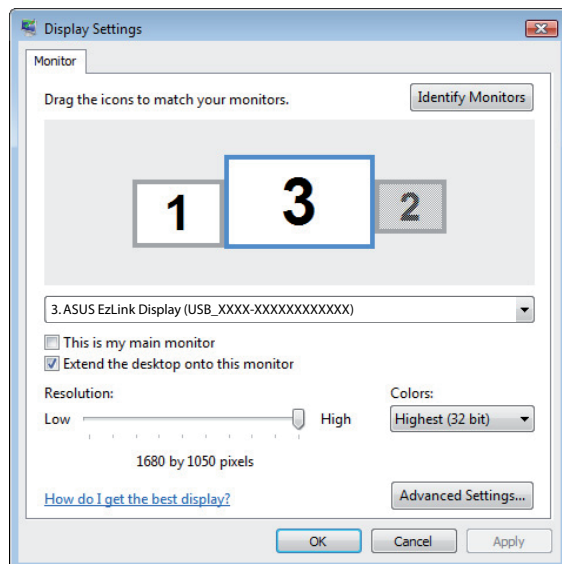 Display Settings
Monitor
Drag the icons to match your monitors.
Identify Monitors
1
3
2
3. ASUS EzLink Display (USB_XXXX-XXXXXXXXXXXX)
This is my main monitor
Extend the desktop onto this monitor
Resolution:
Colors:
Low
High
Highest (32 bit)
1680 by 1050 pixels
How do I get the best display?
Advanced Settings...
OK
Cancel
Apply